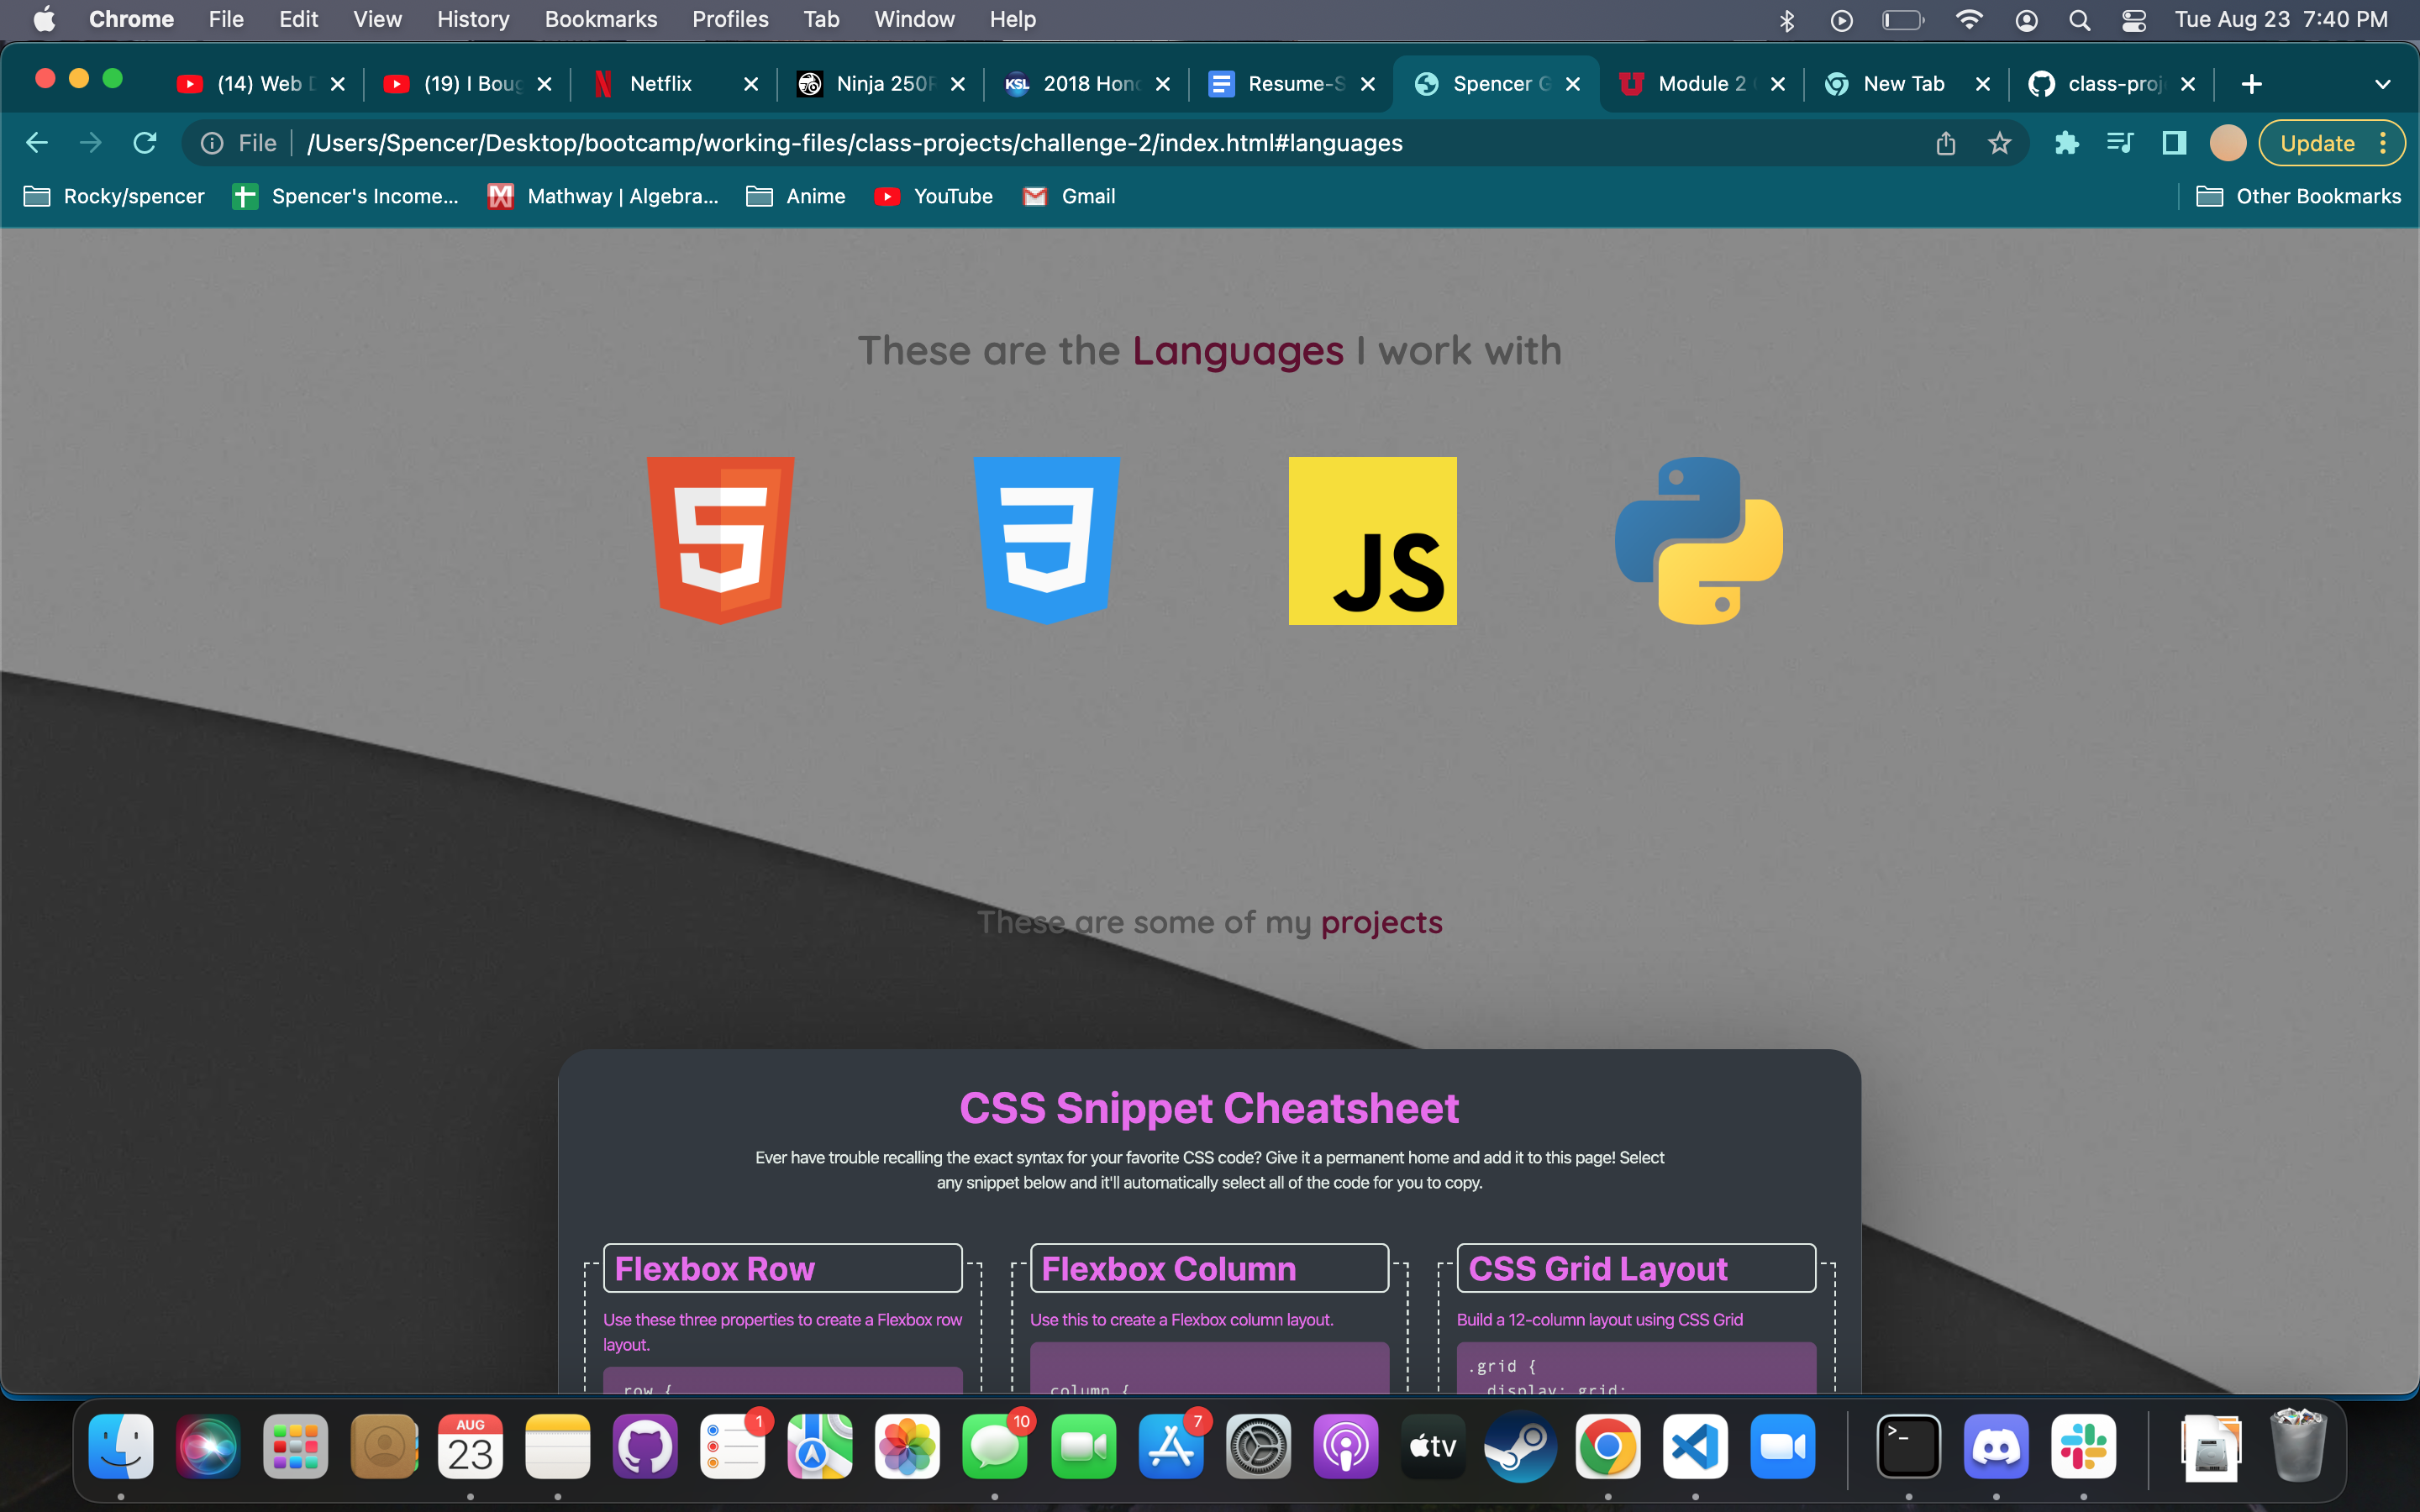 Chrome File Edit View History Bookmarks Profiles Tab Window Help Tue Aug 23 7:40 PM
(14) Web (19) I Boug Netflix Ninja 250 KSL 2018 Hon Resume-S Spencer G Module 2 New Tab class-proj
File /Users/Spencer/Desktop/bootcamp/working-files/class-projects/challenge-2/index.html#languages Update
Rocky/spencer Spencer's Income... Mathway | Algebra... Anime YouTube Gmail Other Bookmarks
These are the Languages I work with
5 JS
These are some of my projects
CSS Snippet Cheatsheet
Ever have trouble recalling the exact syntax for your favorite CSS code? Give it a permanent home and add it to this page! Select
any snippet below and it'll automatically select all of the code for you to copy.
Flexbox Row Flexbox Column CSS Grid Layout
Use these three properties to create a Flexbox row Use this to create a Flexbox column layout. Build a 12-column layout using CSS Grid
layout.
.grid {
row { column { display: grid;
AUG 1 10 7
23 tv >_